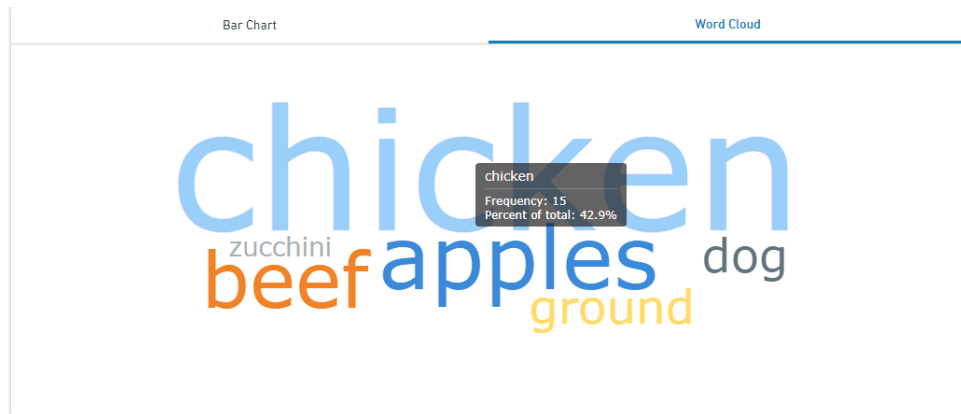 Bar Chart
Word Cloud
chicken
chicken
Frequency: 15
Percent of total: 42.9%
zucchini
beef
apples
dog
ground